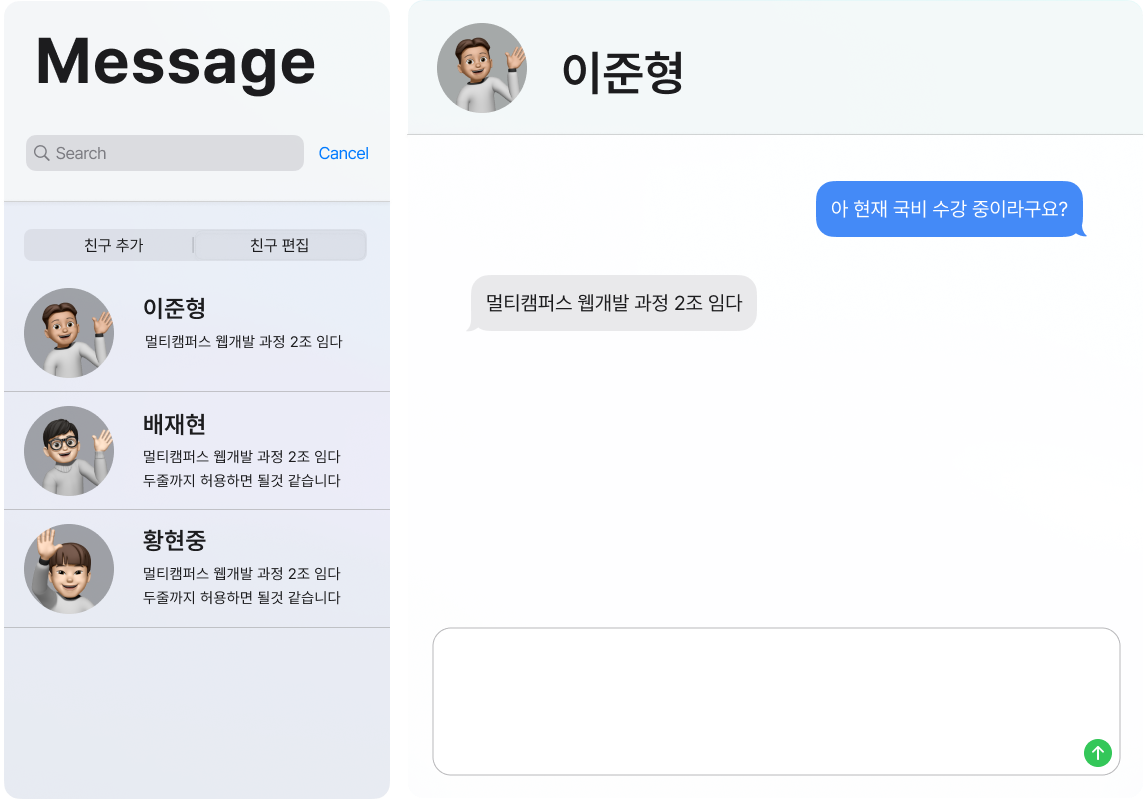 Message
Search
Cancel
친구 추가
친구 편집
이준형
멀티캠퍼스 웹개발 과정 2조 임다
배재현
멀티캠퍼스 웹개발 과정 2조 임다
두줄까지 허용하면 될것 같습니다
황현중
멀티캠퍼스 웹개발 과정 2조 임다
두줄까지 허용하면 될것 같습니다
이준형
아 현재 국비 수강 중이라구요?
멀티캠퍼스 웹개발 과정 2조 임다